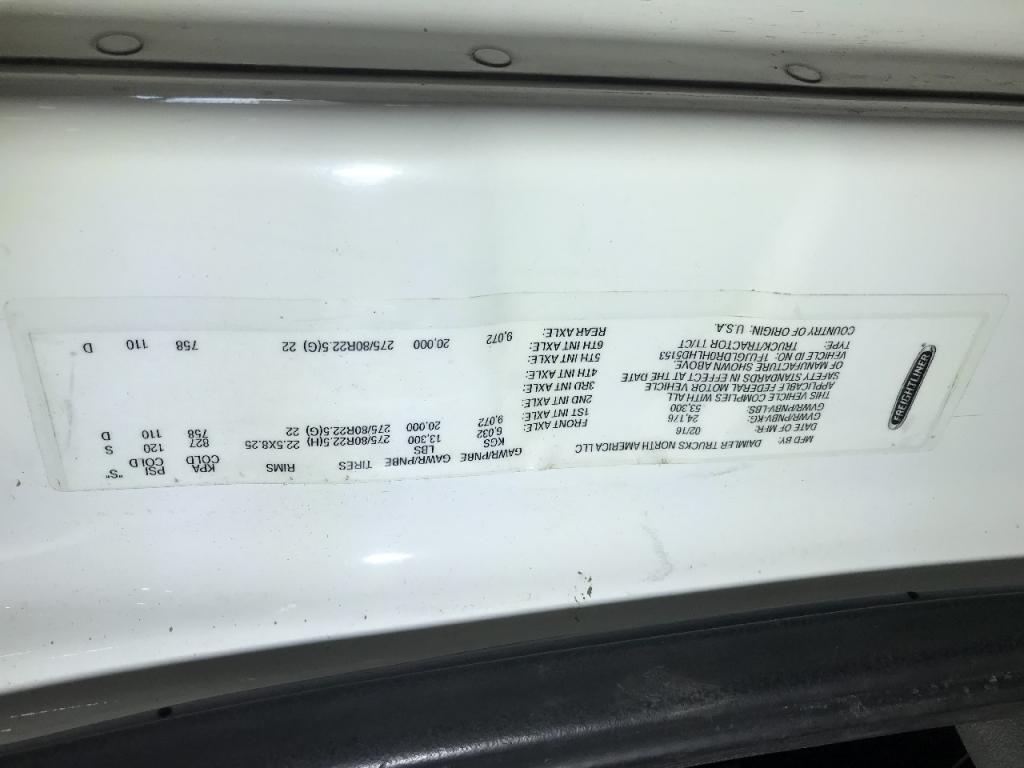 FREIGHTLINER
MFD BY: DAIMLER TRUCKS NORTH AMERICA LLC
DATE OF MFR: 02/16
GVWR/PNBV-KG: 24,176
GVWR/PNBV-LBS: 53,300
THIS VEHICLE COMPLIES WITH ALL
APPLICABLE FEDERAL MOTOR VEHICLE
SAFETY STANDARDS IN EFFECT AT THE DATE
OF MANUFACTURE SHOWN ABOVE.
VEHICLE ID NO: 1FUJGLDR0HLHD5153
TYPE: TRUCK/TRACTOR 11/CT
COUNTRY OF ORIGIN: U.S.A.
GAWR/PNBE GAWR/PNBE TIRES RIMS KPA PSI "S"
KGS LBS COLD COLD
FRONT AXLE: 6,032 13,300 275/80R22.5(H) 22.5X8.25 827 120 S
1ST INT AXLE: 9,072 20,000 275/80R22.5(G) 22 758 110 D
2ND INT AXLE:
3RD INT AXLE:
4TH INT AXLE:
5TH INT AXLE:
6TH INT AXLE:
REAR AXLE: 9,072 20,000 275/80R22.5(G) 22 758 110 D